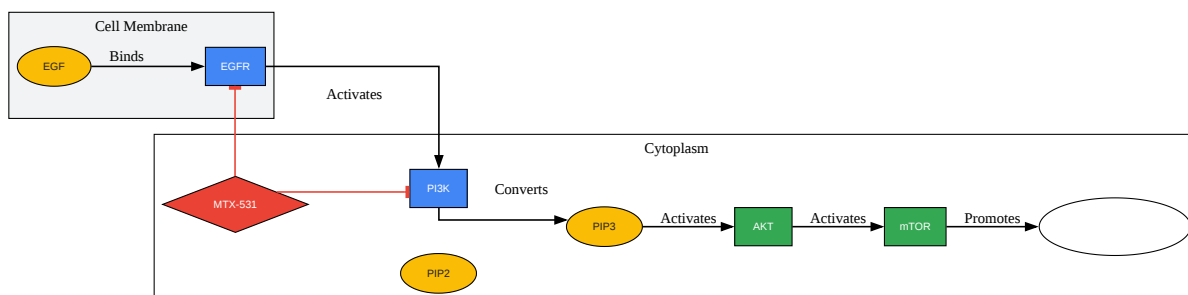 Cell Membrane
EGF
Binds
EGFR
Activates
Cytoplasm
MTX-531
PI3K
Converts
PIP3
Activates
AKT
Activates
mTOR
Promotes
PIP2